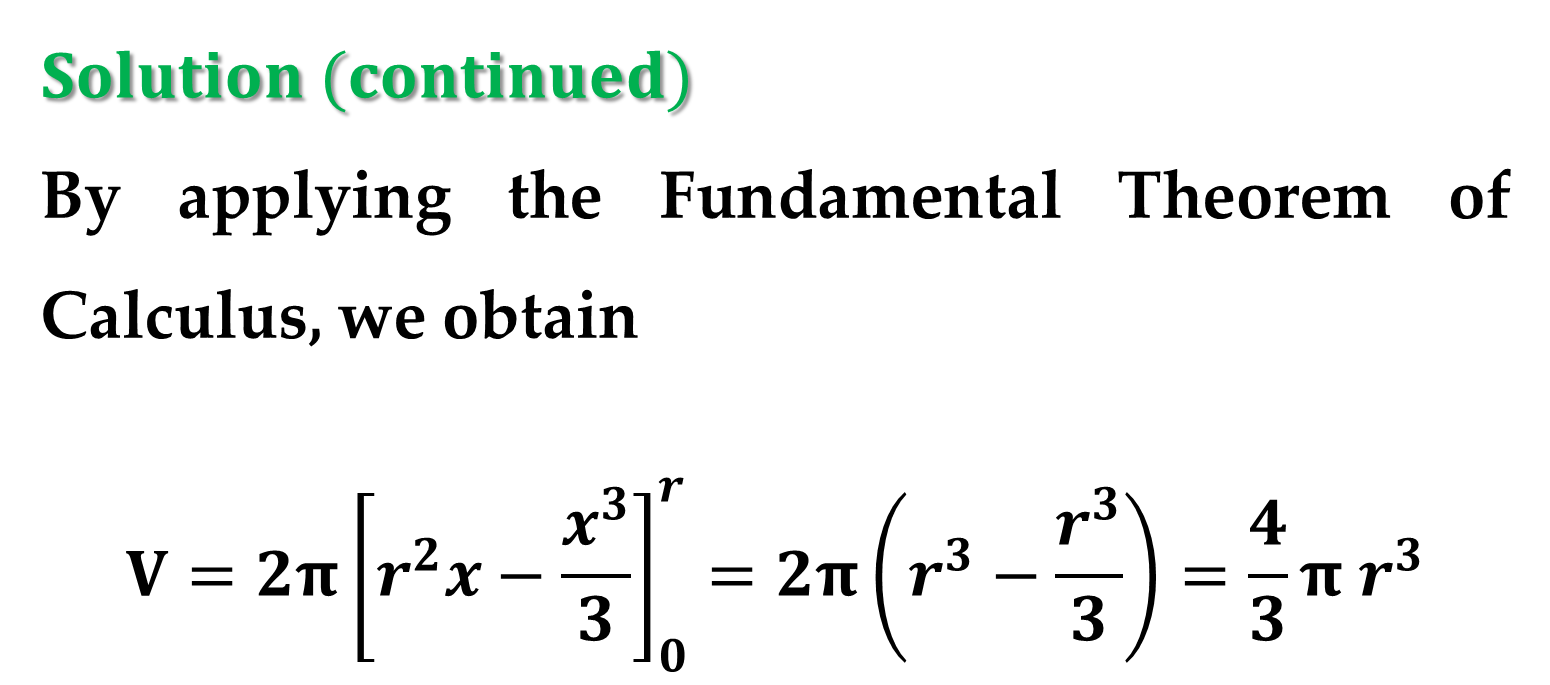 Solution (continued)
By applying the Fundamental Theorem of
Calculus, we obtain
V = 2π [r²x − x³/3]₀ʳ = 2π (r³ − r³/3) = 4/3 π r³